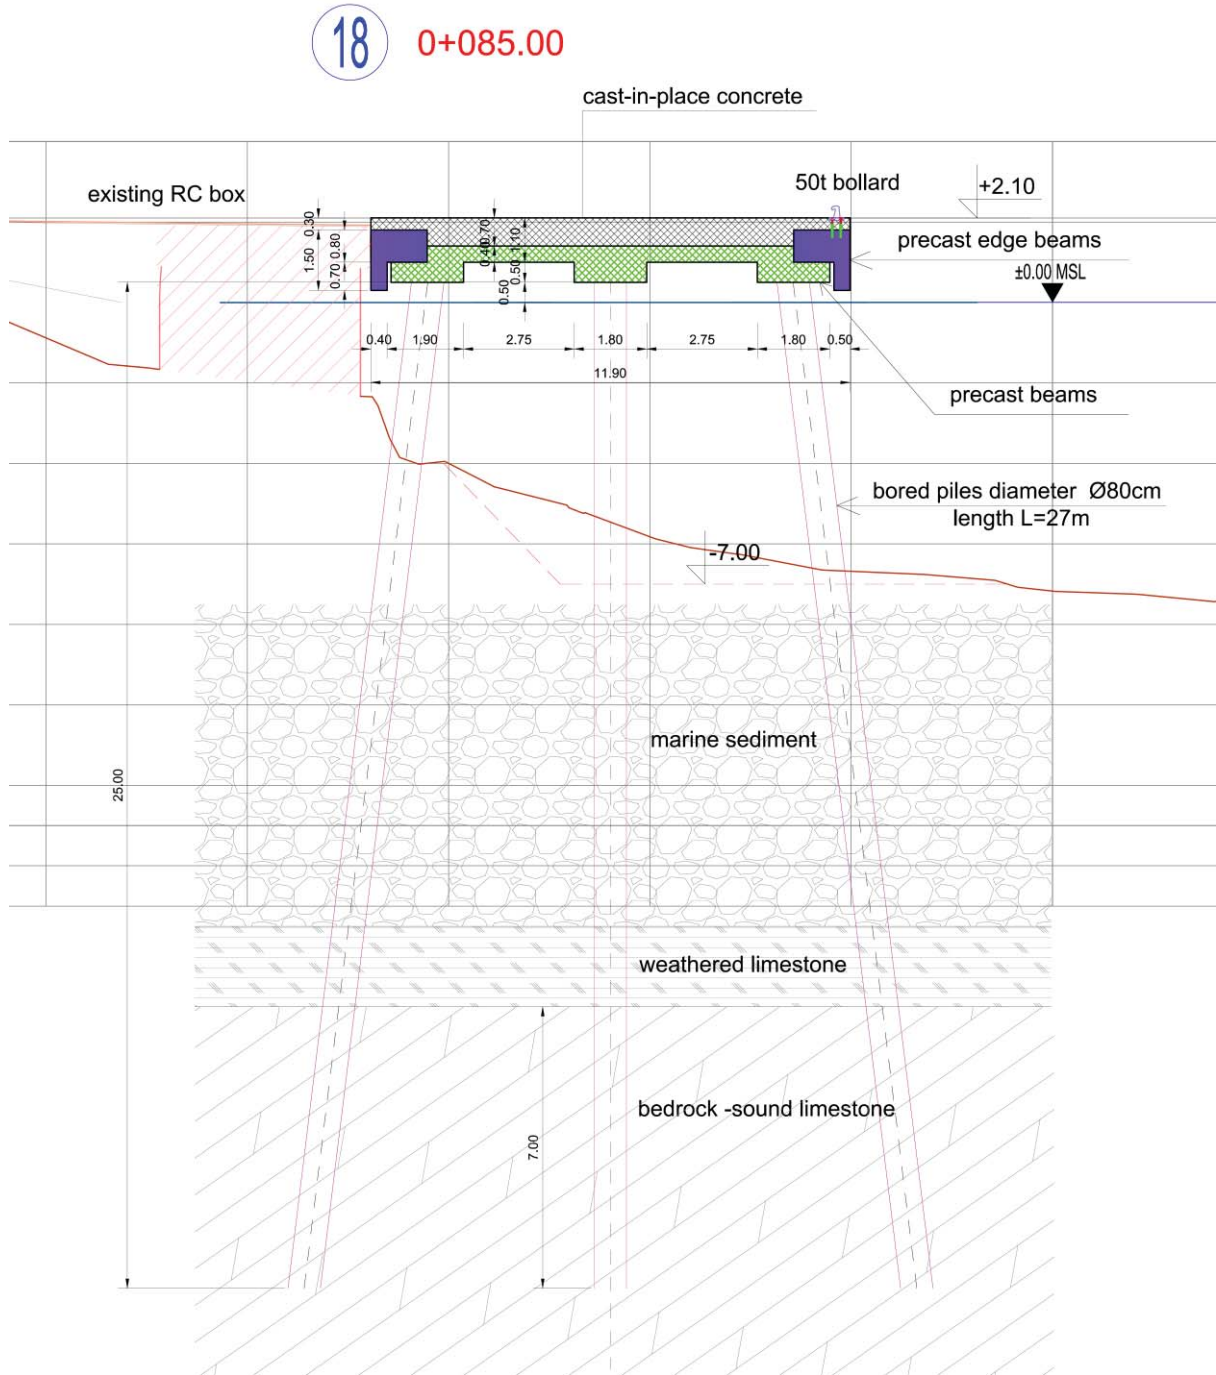 18 0+085.00
cast-in-place concrete
existing RC box
50t bollard
+2.10
precast edge beams
±0.00 MSL
0.30
0.80
1.50
0.70
0.70
1.10
0.40
0.50
0.50
0.40 1.90 2.75 1.80 2.75 1.80 0.50
11.90
precast beams
bored piles diameter Ø80cm
length L=27m
-7.00
marine sediment
25.00
weathered limestone
bedrock -sound limestone
7.00